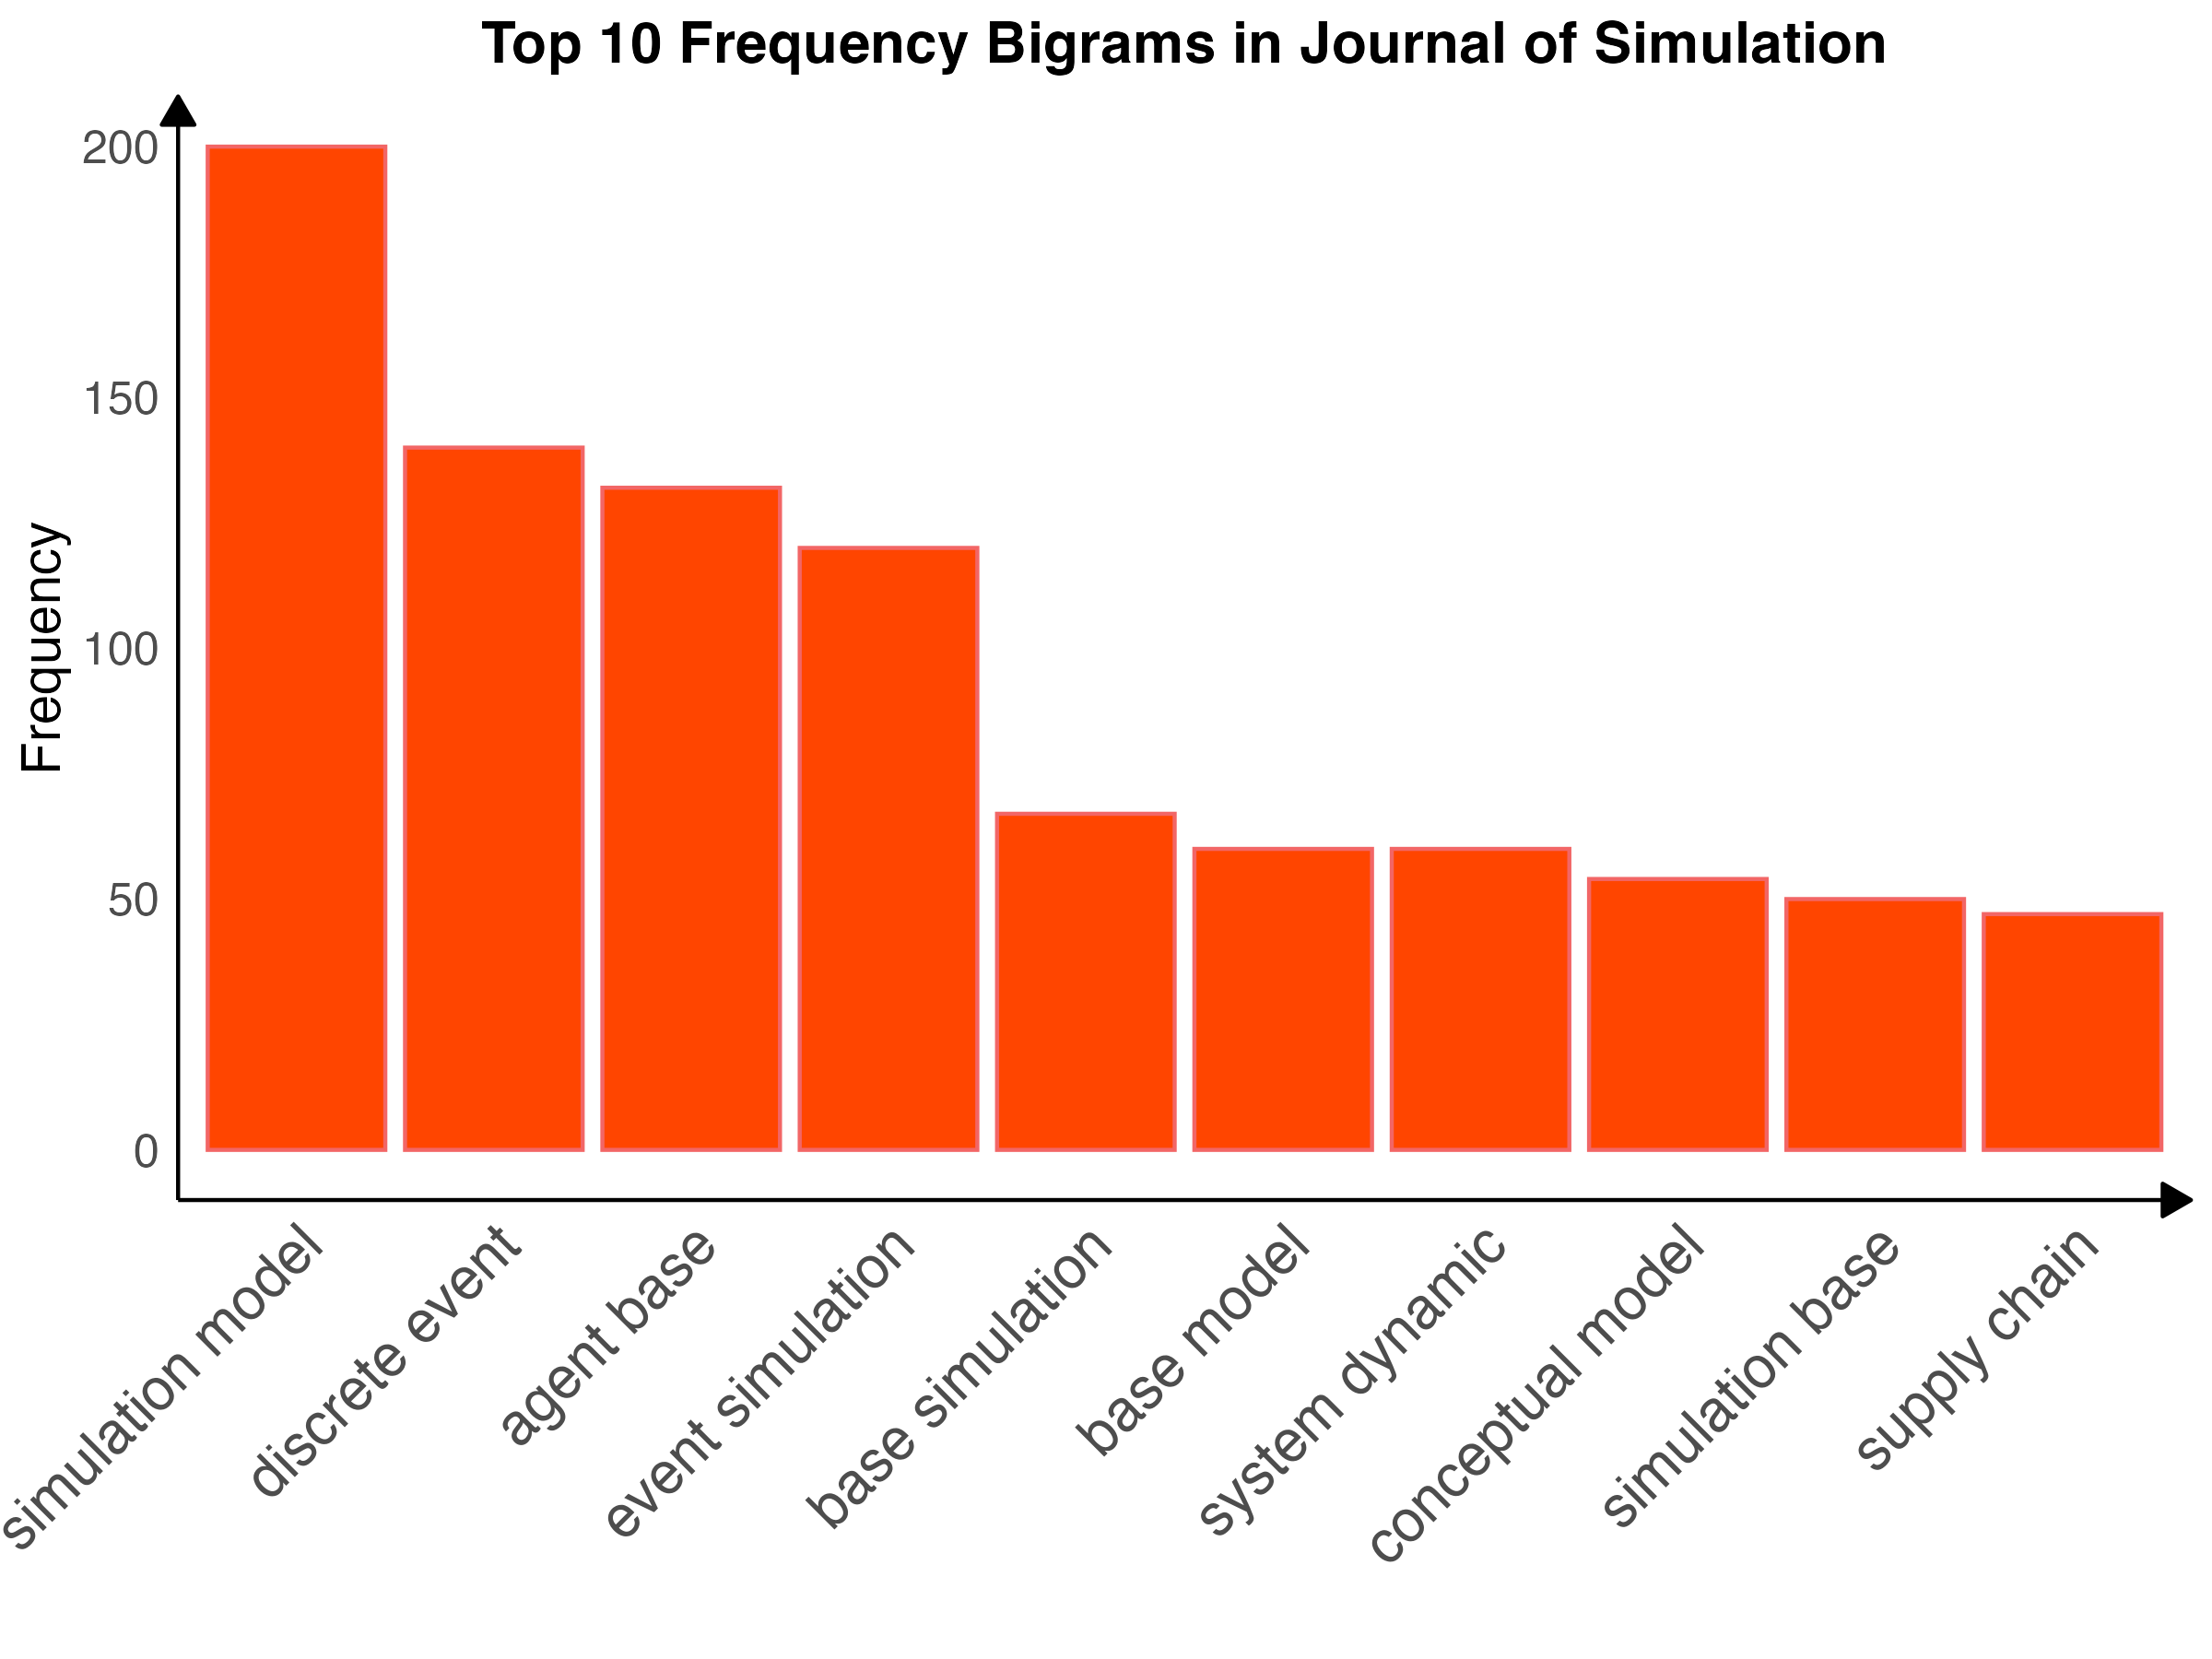 Top 10 Frequency Bigrams in Journal of Simulation
Frequency
200
150
100
50
0
simulation model
discrete event
agent base
event simulation
base simulation
base model
system dynamic
conceptual model
simulation base
supply chain